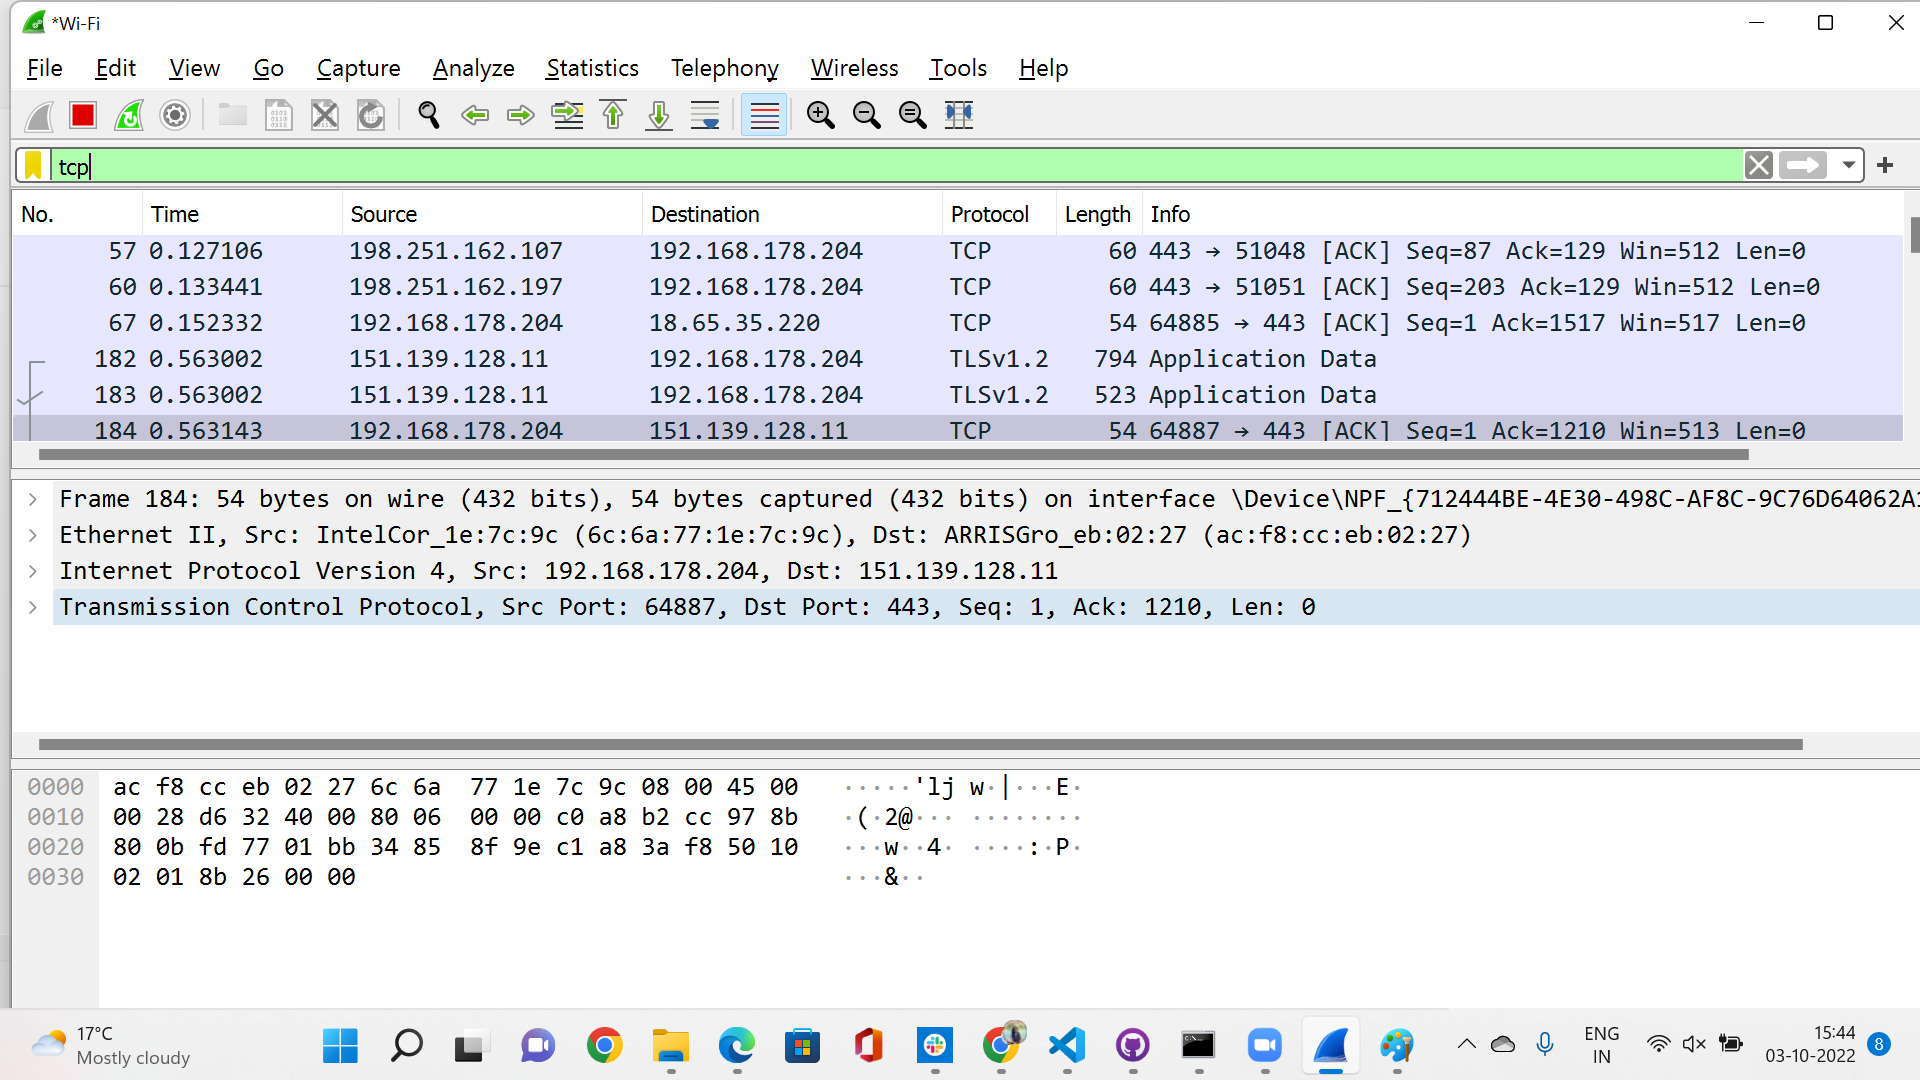 *Wi-Fi
File Edit View Go Capture Analyze Statistics Telephony Wireless Tools Help
tcp
No. Time Source Destination Protocol Length Info
57 0.127106 198.251.162.107 192.168.178.204 TCP 60 443 → 51048 [ACK] Seq=87 Ack=129 Win=512 Len=0
60 0.133441 198.251.162.197 192.168.178.204 TCP 60 443 → 51051 [ACK] Seq=203 Ack=129 Win=512 Len=0
67 0.152332 192.168.178.204 18.65.35.220 TCP 54 64885 → 443 [ACK] Seq=1 Ack=1517 Win=517 Len=0
182 0.563002 151.139.128.11 192.168.178.204 TLSv1.2 794 Application Data
183 0.563002 151.139.128.11 192.168.178.204 TLSv1.2 523 Application Data
184 0.563143 192.168.178.204 151.139.128.11 TCP 54 64887 → 443 [ACK] Seq=1 Ack=1210 Win=513 Len=0
Frame 184: 54 bytes on wire (432 bits), 54 bytes captured (432 bits) on interface \Device\NPF_{712444BE-4E30-498C-AF8C-9C76D64062A
Ethernet II, Src: IntelCor_1e:7c:9c (6c:6a:77:1e:7c:9c), Dst: ARRISGro_eb:02:27 (ac:f8:cc:eb:02:27)
Internet Protocol Version 4, Src: 192.168.178.204, Dst: 151.139.128.11
Transmission Control Protocol, Src Port: 64887, Dst Port: 443, Seq: 1, Ack: 1210, Len: 0
0000 ac f8 cc eb 02 27 6c 6a 77 1e 7c 9c 08 00 45 00 ·····'lj w·|···E·
0010 00 28 d6 32 40 00 80 06 00 00 c0 a8 b2 cc 97 8b ·(·2@··· ········
0020 80 0b fd 77 01 bb 34 85 8f 9e c1 a8 3a f8 50 10 ···w··4· ····:·P·
0030 02 01 8b 26 00 00 ···&··
17°C
Mostly cloudy
ENG
IN
15:44
03-10-2022
8